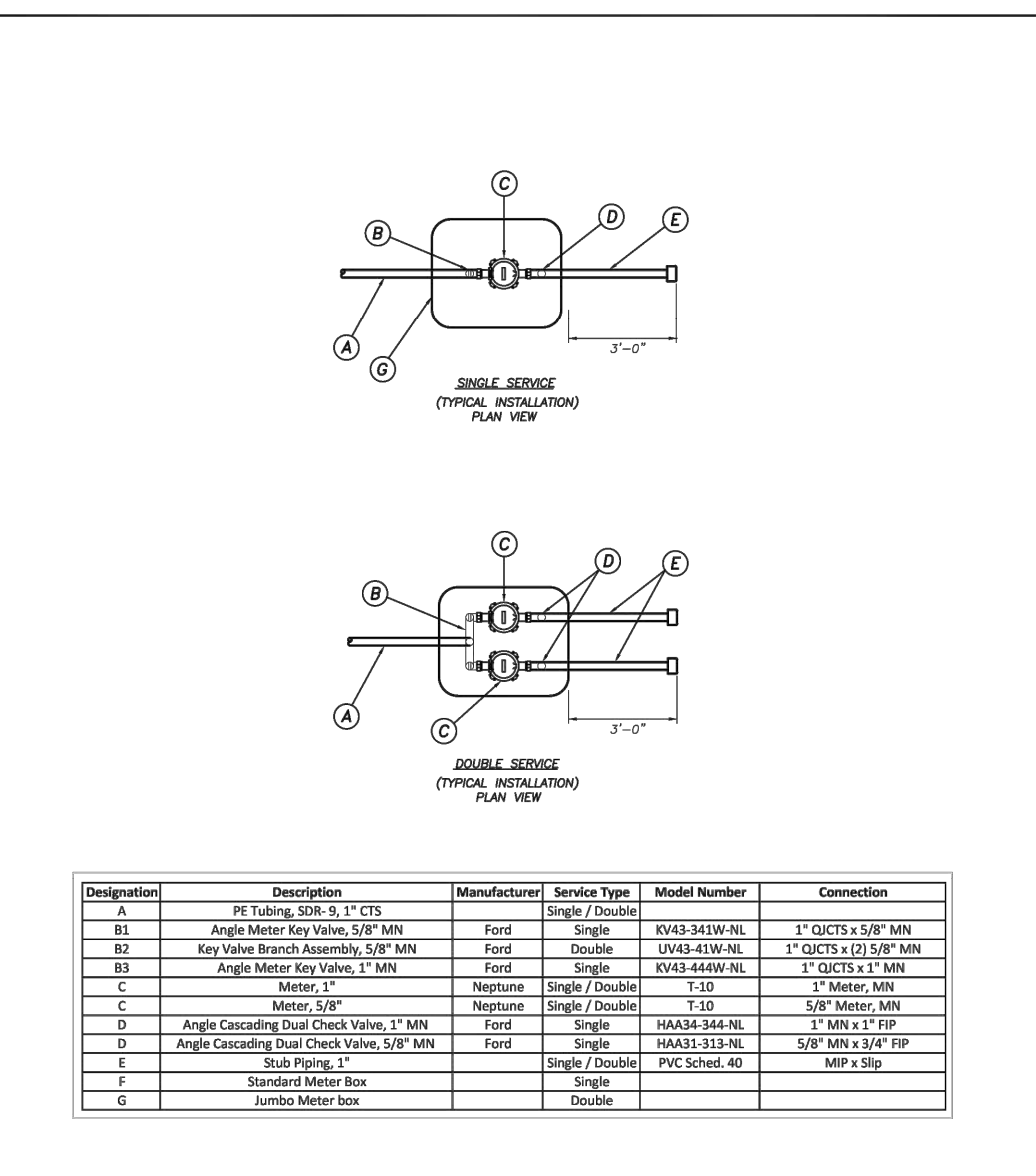 C
B
D
E
A
G
3'-0"
SINGLE SERVICE
(TYPICAL INSTALLATION)
PLAN VIEW
C
B
D
E
A
C
3'-0"
DOUBLE SERVICE
(TYPICAL INSTALLATION)
PLAN VIEW
Designation Description Manufacturer Service Type Model Number Connection
A PE Tubing, SDR- 9, 1" CTS Single / Double
B1 Angle Meter Key Valve, 5/8" MN Ford Single KV43-341W-NL 1" QJCTS x 5/8" MN
B2 Key Valve Branch Assembly, 5/8" MN Ford Double UV43-41W-NL 1" QJCTS x (2) 5/8" MN
B3 Angle Meter Key Valve, 1" MN Ford Single KV43-444W-NL 1" QJCTS x 1" MN
C Meter, 1" Neptune Single / Double T-10 1" Meter, MN
C Meter, 5/8" Neptune Single / Double T-10 5/8" Meter, MN
D Angle Cascading Dual Check Valve, 1" MN Ford Single HAA34-344-NL 1" MN x 1" FIP
D Angle Cascading Dual Check Valve, 5/8" MN Ford Single HAA31-313-NL 5/8" MN x 3/4" FIP
E Stub Piping, 1" Single / Double PVC Sched. 40 MIP x Slip
F Standard Meter Box Single
G Jumbo Meter box Double